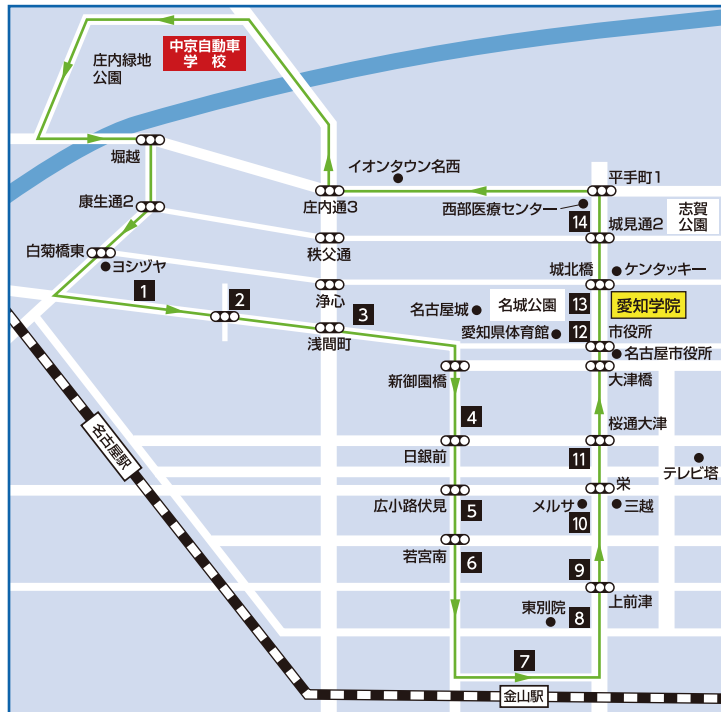 中京自動車
学校
庄内緑地
公園
堀越
イオンタウン名西
平手町1
庄内通3
西部医療センター
14
志賀
公園
康生通2
城見通2
秩父通
白菊橋東
ヨシヅヤ
城北橋
ケンタッキー
浄心
1
2
3
名古屋城
名城公園
13
愛知学院
浅間町
愛知県体育館
12
市役所
名古屋市役所
新御園橋
大津橋
4
桜通大津
名古屋駅
日銀前
11
テレビ塔
栄
広小路伏見
5
メルサ
三越
10
若宮南
6
9
上前津
東別院
8
7
金山駅